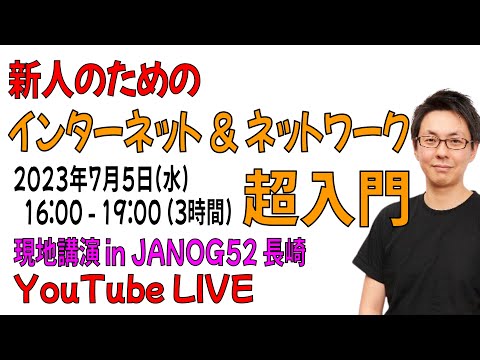 新人のための
インターネット & ネットワーク
2023年7月5日(水)
16:00 - 19:00 (3時間)
超入門
現地講演 in JANOG52 長崎
YouTube LIVE